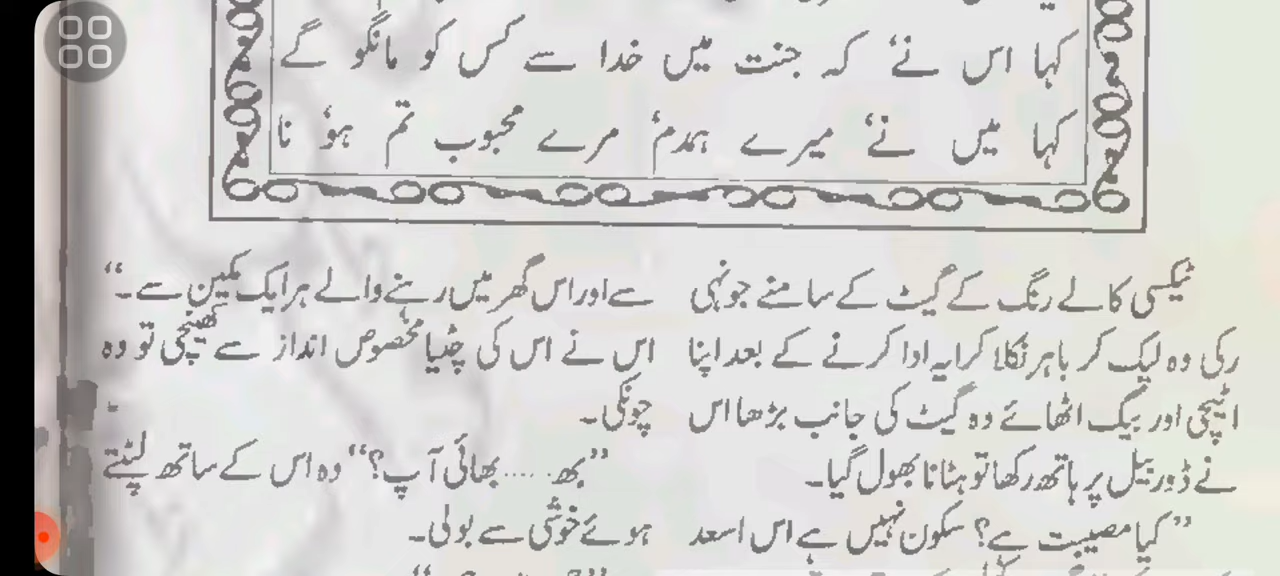 کہا اس نے، کہ جنت میں خدا سے کس کو مانگو گے
کہا میں نے، میرے ہمدم، مرے محبوب تم ہو، نا
ٹیکسی کالے رنگ کے گیٹ کے سامنے جونہی
رکی وہ لپک کر باہر نکلا کرایہ ادا کرنے کے بعد اپنا
اٹیچی اور بیگ اٹھائے وہ گیٹ کی جانب بڑھا اس
نے ڈور بیل پر ہاتھ رکھا تو ہٹانا بھول گیا۔
”کیا مصیبت ہے؟ سکون نہیں ہے اس اسعد
سے اور اس گھر میں رہنے والے ہر ایک مکین سے۔“
اس نے اس کی چٹیا مخصوص انداز سے کھینچی تو وہ
چونکی۔
”بھ..... بھائی آپ؟“ وہ اس کے ساتھ لپٹتے
ہوئے خوشی سے بولی۔